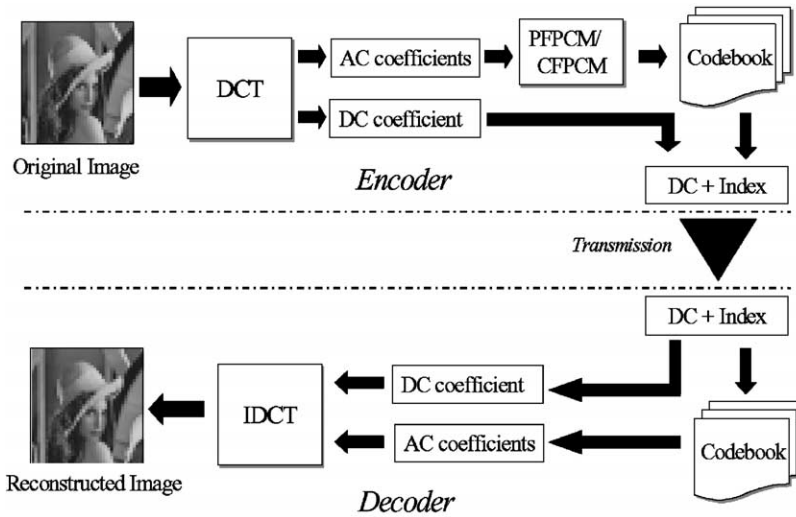 DCT
AC coefficients
PFPCM/
CFPCM
Codebook
DC coefficient
Original Image
Encoder
DC + Index
Transmission
DC + Index
DC coefficient
IDCT
AC coefficients
Codebook
Reconstructed Image
Decoder